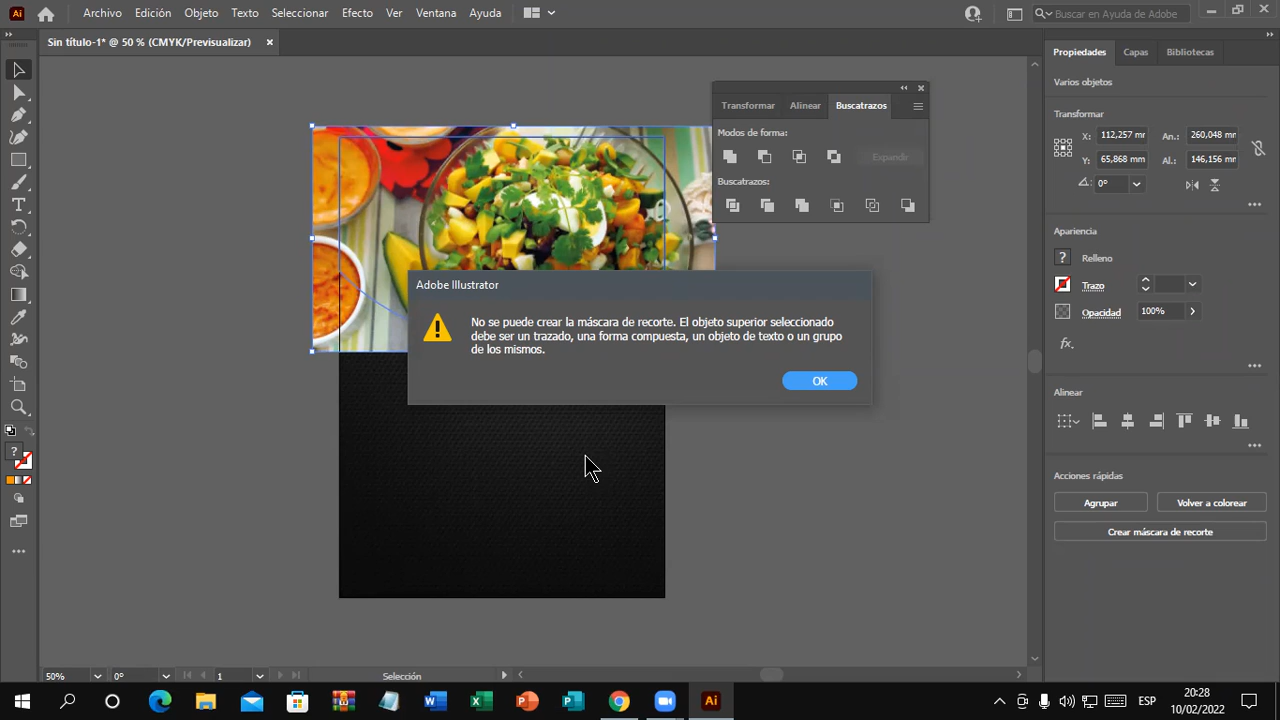 Ai
Archivo Edición Objeto Texto Seleccionar Efecto Ver Ventana Ayuda
Buscar en Ayuda de Adobe
Sin título-1* @ 50 % (CMYK/Previsualizar)
Transformar Alinear Buscatrazos
Modos de forma:
Expandir
Buscatrazos:
Propiedades Capas Bibliotecas
Varios objetos
Transformar
X: 112,257 mr An.: 260,048 mr
Y: 65,868 mm Al.: 146,156 mm
0°
Apariencia
? Relleno
Trazo
Opacidad 100%
fx.
Alinear
Acciones rápidas
Agrupar Volver a colorear
Crear máscara de recorte
Adobe Illustrator
No se puede crear la máscara de recorte. El objeto superior seleccionado
debe ser un trazado, una forma compuesta, un objeto de texto o un grupo
de los mismos.
OK
T
?
50% 0° 1 Selección
W X P P Ai
ESP
20:28
10/02/2022